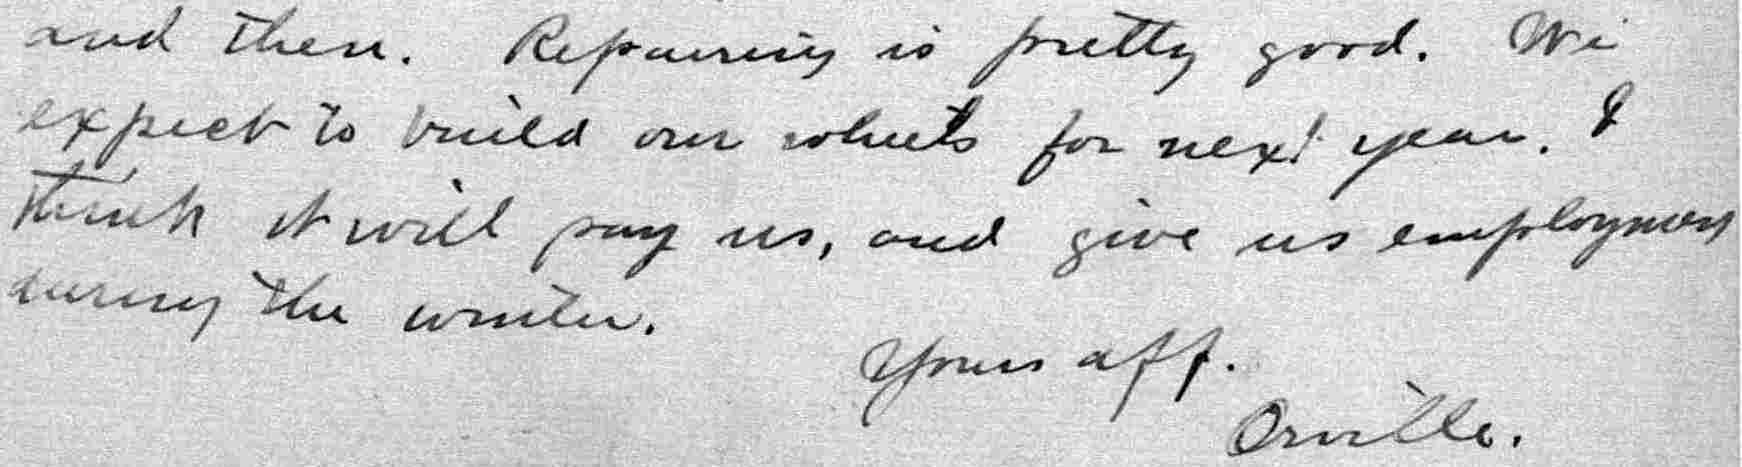 and then. Repairing is pretty good. We
expect to build our wheels for next year. I
think it will pay us, and give us employment
during the winter.
Yours aff.
Orville.